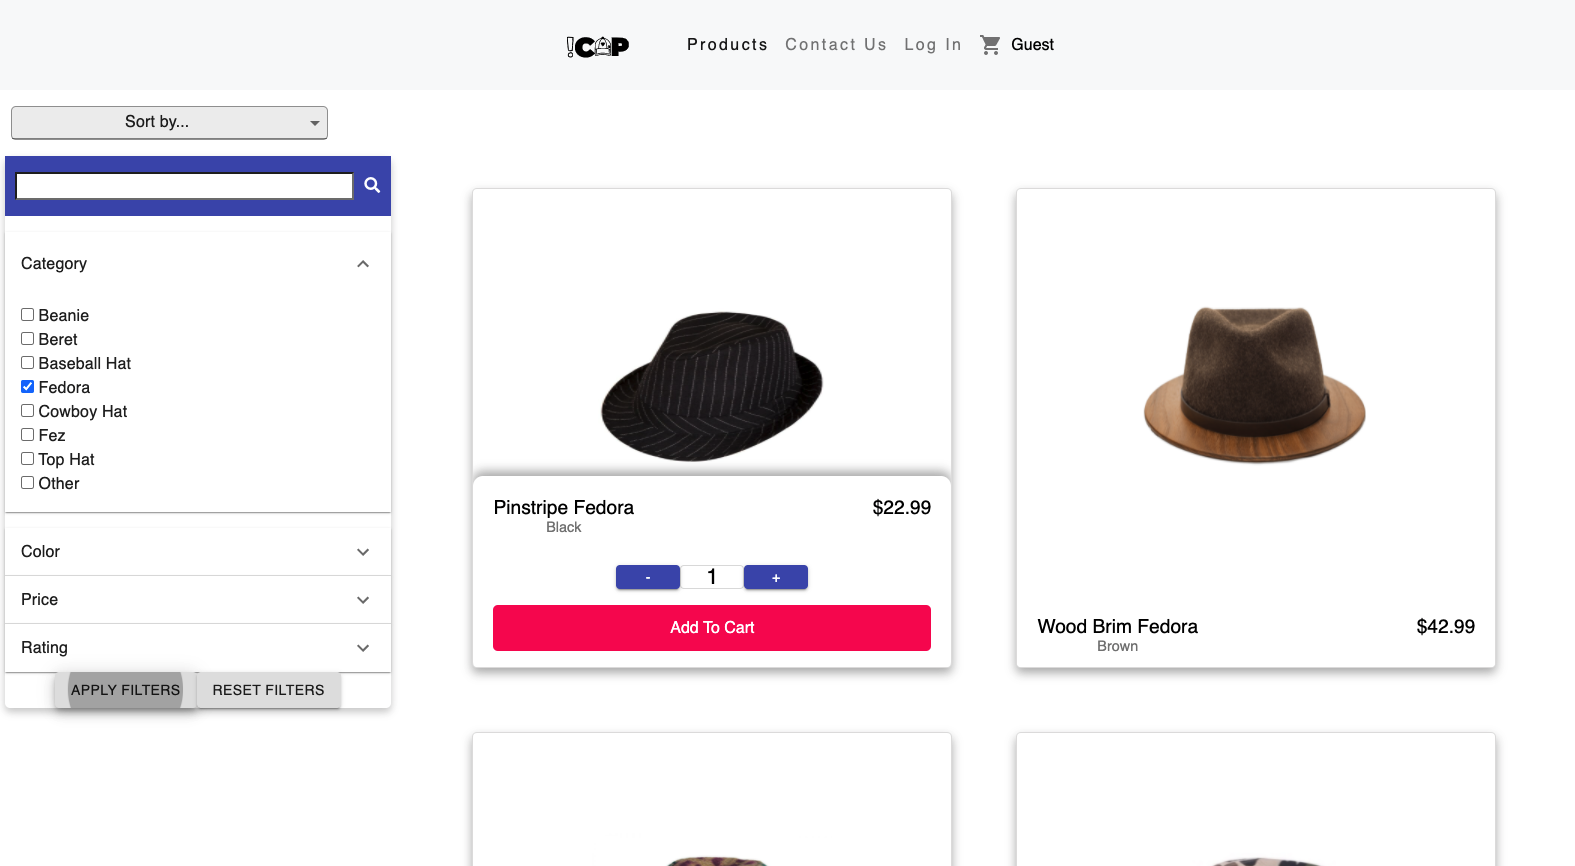 !CAP Products Contact Us Log In Guest
Sort by...
Category
Beanie
Beret
Baseball Hat
Fedora
Cowboy Hat
Fez
Top Hat
Other
Color
Price
Rating
APPLY FILTERS RESET FILTERS
Pinstripe Fedora $22.99
Black
- 1 +
Add To Cart
Wood Brim Fedora $42.99
Brown